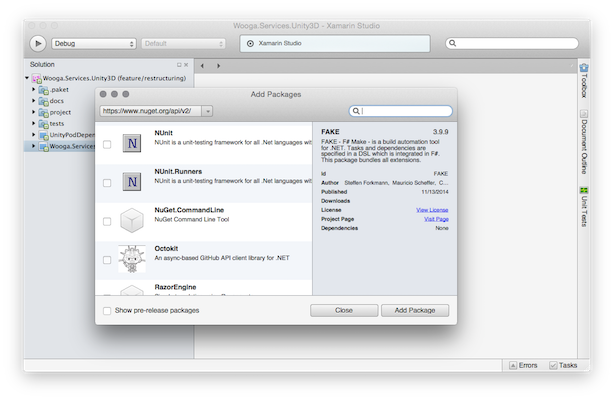 Wooga.Services.Unity3D - Xamarin Studio
Debug
Default
Xamarin Studio
Solution
Wooga.Services.Unity3D (feature/restructuring)
.paket
docs
project
tests
UnityPodDepen
Wooga.Services
Add Packages
https://www.nuget.org/api/v2/
NUnit
NUnit is a unit-testing framework for all .Net languages wit
NUnit.Runners
NUnit is a unit-testing framework for all .Net languages wit
NuGet.CommandLine
NuGet Command Line Tool
Octokit
An async-based GitHub API client library for .NET
RazorEngine
FAKE 3.9.9
FAKE - F# Make - is a build automation tool
for .NET. Tasks and dependencies are
specified in a DSL which is integrated in F#.
This package bundles all extensions.
Id FAKE
Author Steffen Forkmann, Mauricio Scheffer, C...
Published 11/13/2014
Downloads
License View License
Project Page Visit Page
Dependencies None
Show pre-release packages
Close
Add Package
Toolbox
Document Outline
Unit Tests
Errors
Tasks